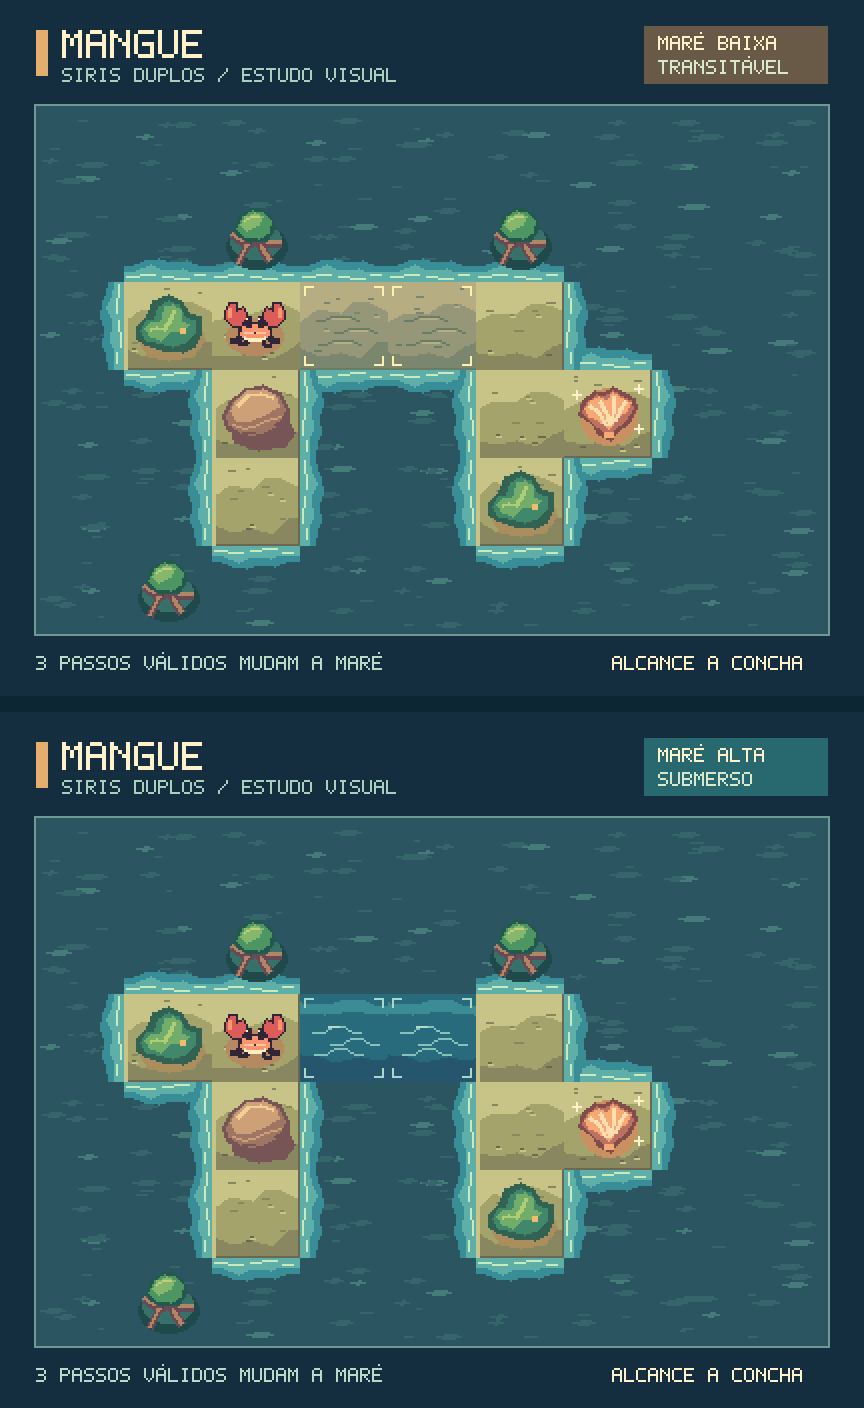 MANGUE
SIRIS DUPLOS / ESTUDO VISUAL
MARÉ BAIXA
TRANSITÁVEL
3 PASSOS VÁLIDOS MUDAM A MARÉ
ALCANCE A CONCHA
MANGUE
SIRIS DUPLOS / ESTUDO VISUAL
MARÉ ALTA
SUBMERSO
3 PASSOS VÁLIDOS MUDAM A MARÉ
ALCANCE A CONCHA